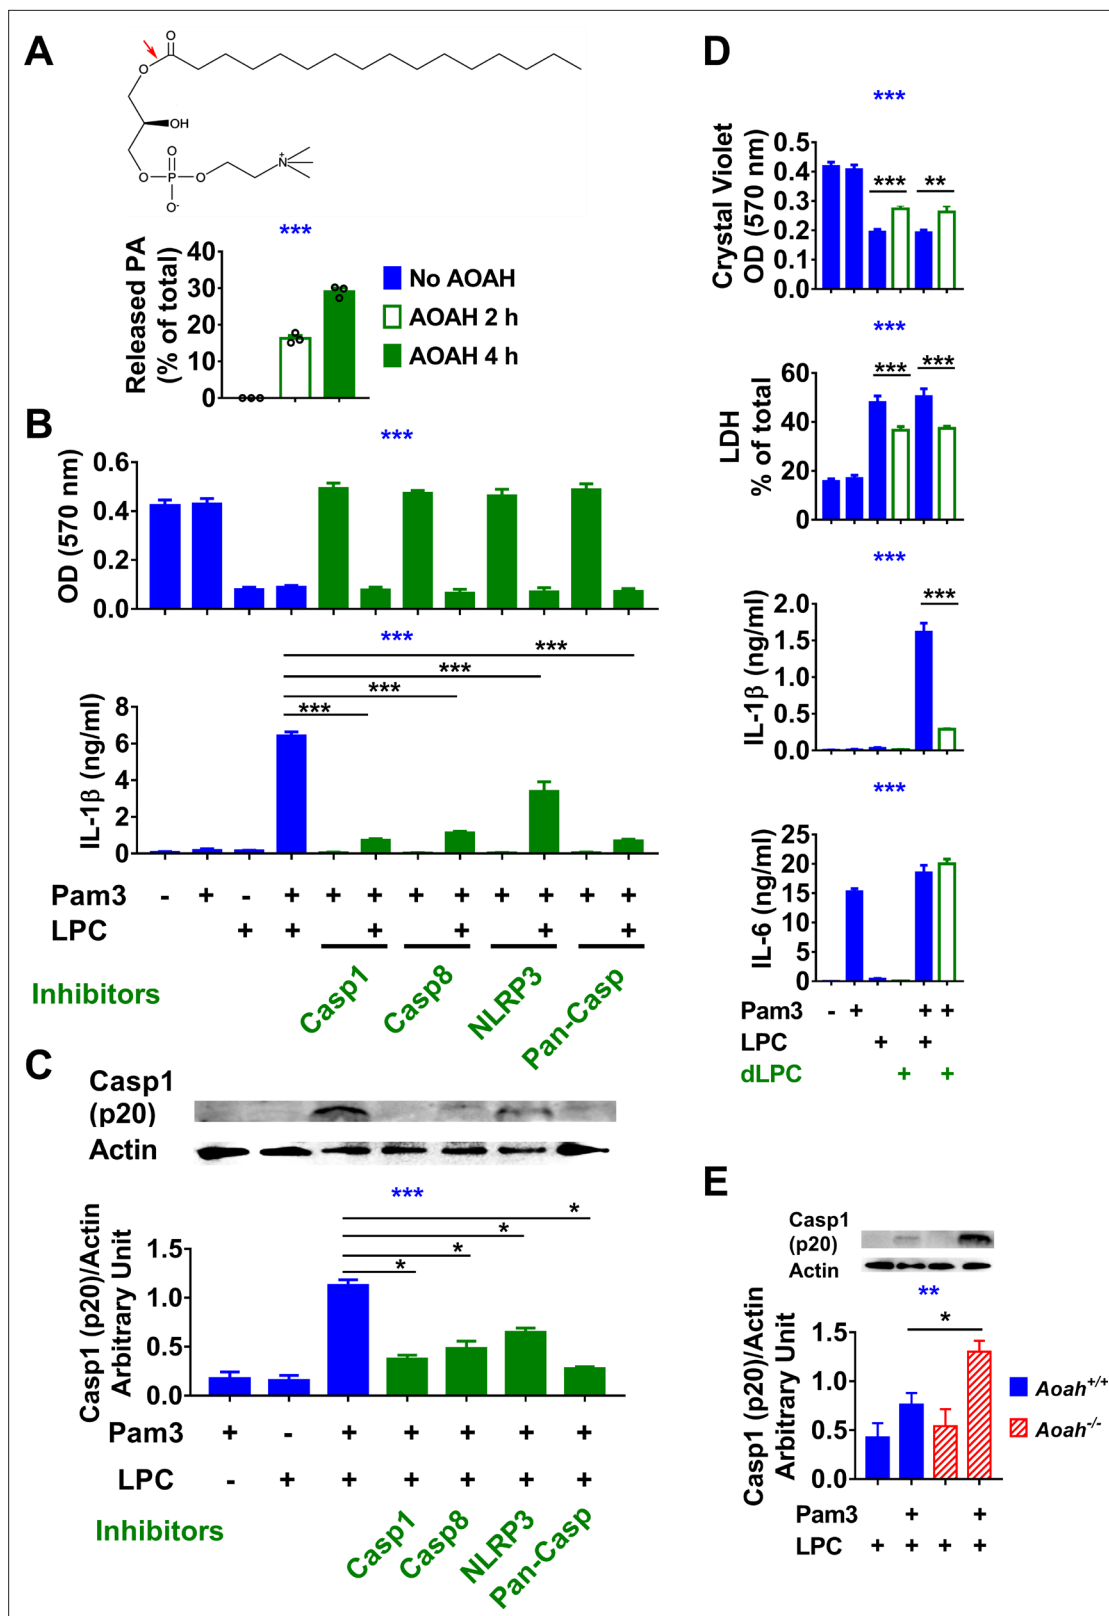 A
O
O
OH
O
O
P
O
N
+
O-
***
Released PA
(% of total)
40
30
20
10
0
No AOAH
AOAH 2 h
AOAH 4 h
B
***
OD (570 nm)
0.6
0.4
0.2
0.0
***
***
***
***
***
IL-1β (ng/ml)
8
6
4
2
0
Pam3 - + - + + + + + + + + +
LPC + + + + + +
Inhibitors
Casp1
Casp8
NLRP3
Pan-Casp
C
Casp1
(p20)
Actin
***
*
*
*
*
Casp1 (p20)/Actin
Arbitrary Unit
1.5
1.0
0.5
0.0
Pam3 + - + + + + +
LPC - + + + + + +
Inhibitors
Casp1
Casp8
NLRP3
Pan-Casp
D
***
Crystal Violet
OD (570 nm)
0.5
0.4
0.3
0.2
0.1
0.0
*** **
***
LDH
% of total
60
40
20
0
*** ***
***
IL-1β (ng/ml)
2.0
1.5
1.0
0.5
0.0
***
***
IL-6 (ng/ml)
25
20
15
10
5
0
Pam3 - + + +
LPC + +
dLPC + +
E
Casp1
(p20)
Actin
**
*
Casp1 (p20)/Actin
Arbitrary Unit
1.5
1.0
0.5
0.0
Aoah+/+
Aoah-/-
Pam3 + +
LPC + + + +